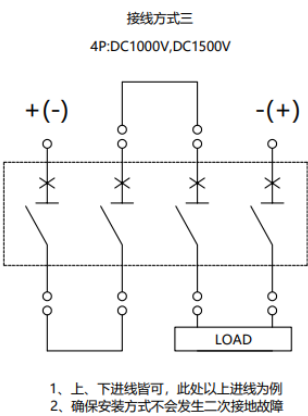 接线方式三
4P:DC1000V,DC1500V
+(-) -(+)
LOAD
1、上、下进线皆可，此处以上进线为例
2、确保安装方式不会发生二次接地故障